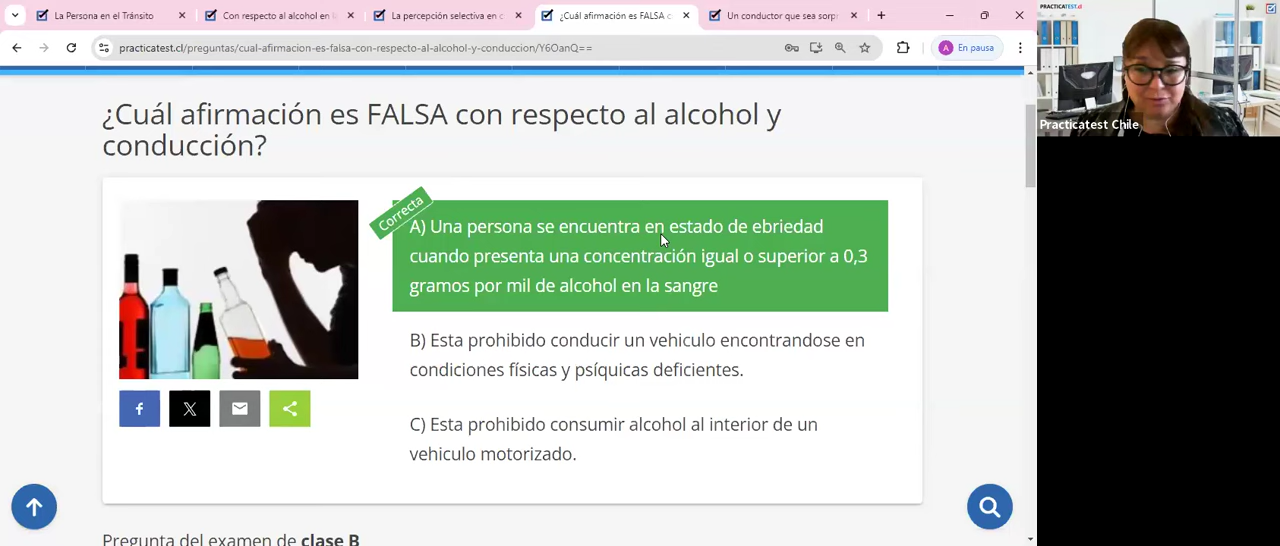 La Persona en el Tránsito
Con respecto al alcohol en l
La percepción selectiva en c
¿Cuál afirmación es FALSA c
Un conductor que sea sorp
practicatest.cl/preguntas/cual-afirmacion-es-falsa-con-respecto-al-alcohol-y-conduccion/Y6OanQ==
A
En pausa
PRACTICATEST.cl
Practicatest Chile
¿Cuál afirmación es FALSA con respecto al alcohol y
conducción?
Correcta
A) Una persona se encuentra en estado de ebriedad
cuando presenta una concentración igual o superior a 0,3
gramos por mil de alcohol en la sangre
B) Esta prohibido conducir un vehiculo encontrandose en
condiciones físicas y psíquicas deficientes.
C) Esta prohibido consumir alcohol al interior de un
vehiculo motorizado.
Pregunta del examen de clase B